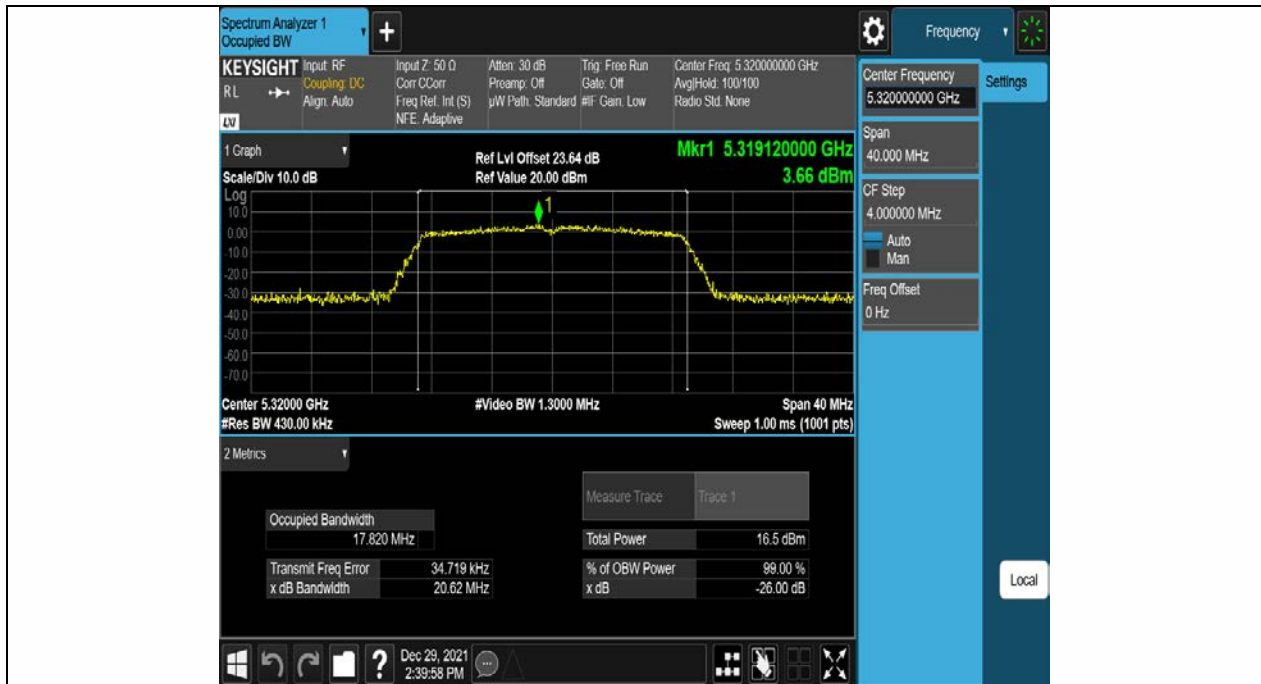 Spectrum Analyzer 1
Occupied BW
+
Frequency
KEYSIGHT
RL
LXI
Input: RF
Coupling: DC
Align: Auto
Input Z: 50 Ω
Corr CCorr
Freq Ref: Int (S)
NFE: Adaptive
Atten: 30 dB
Preamp: Off
µW Path: Standard
Trig: Free Run
Gate: Off
#IF Gain: Low
Center Freq: 5.320000000 GHz
Avg|Hold: 100/100
Radio Std: None
Center Frequency
5.320000000 GHz
Settings
Span
40.000 MHz
CF Step
4.000000 MHz
Auto
Man
Freq Offset
0 Hz
Local
1 Graph
Scale/Div 10.0 dB
Ref Lvl Offset 23.64 dB
Ref Value 20.00 dBm
Mkr1 5.319120000 GHz
3.66 dBm
Log
10.0
0.00
-10.0
-20.0
-30.0
-40.0
-50.0
-60.0
-70.0
1
Center 5.32000 GHz
#Res BW 430.00 kHz
#Video BW 1.3000 MHz
Span 40 MHz
Sweep 1.00 ms (1001 pts)
2 Metrics
Measure Trace Trace 1
Occupied Bandwidth
17.820 MHz
Total Power 16.5 dBm
Transmit Freq Error 34.719 kHz
% of OBW Power 99.00 %
x dB Bandwidth 20.62 MHz
x dB -26.00 dB
?
Dec 29, 2021
2:39:58 PM